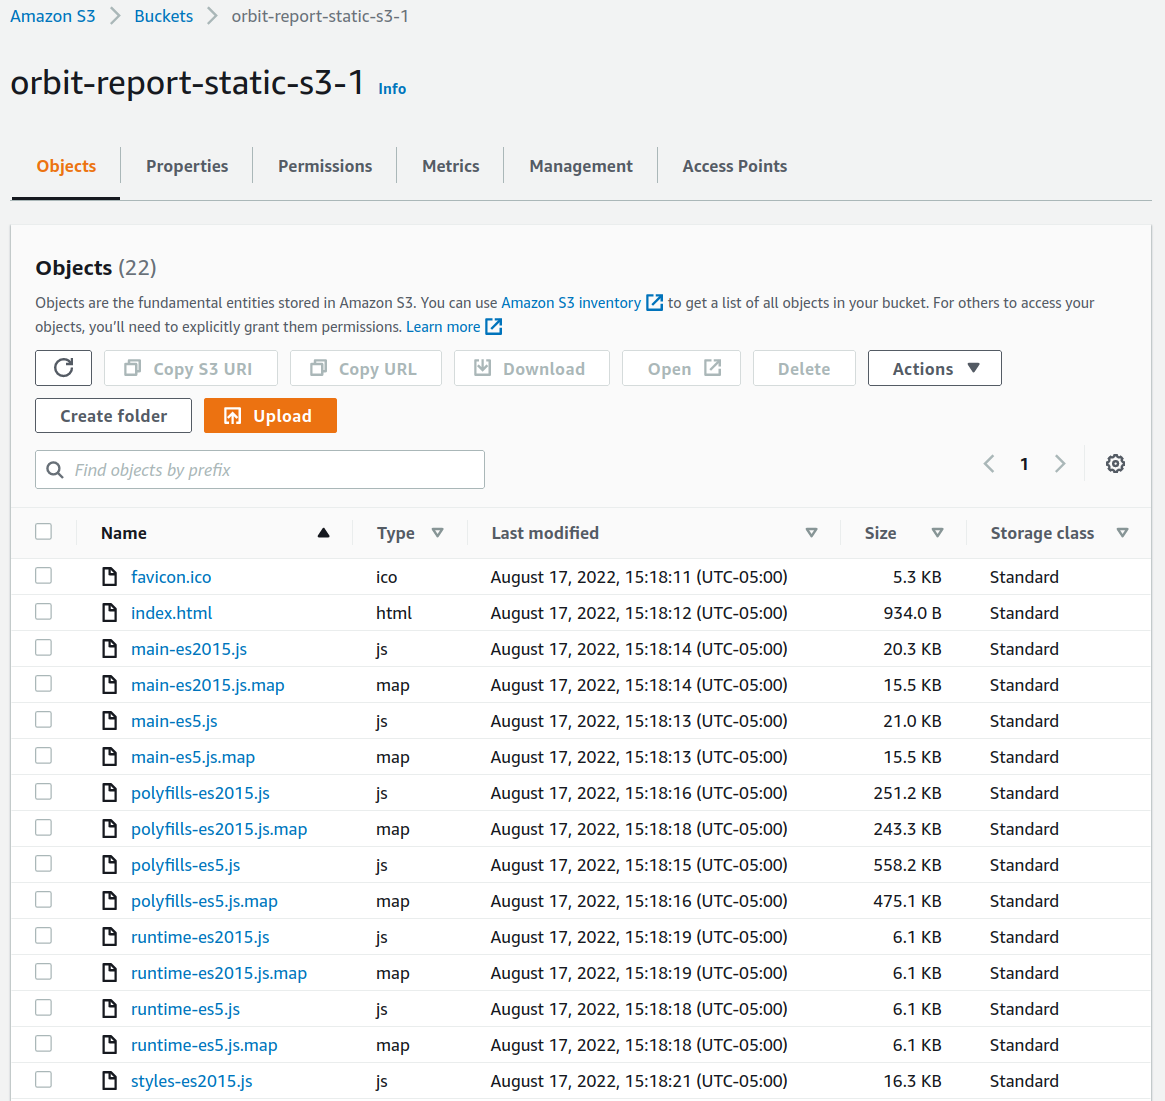 Amazon S3 > Buckets > orbit-report-static-s3-1
orbit-report-static-s3-1 Info
Objects Properties Permissions Metrics Management Access Points
Objects (22)
Objects are the fundamental entities stored in Amazon S3. You can use Amazon S3 inventory to get a list of all objects in your bucket. For others to access your
objects, you'll need to explicitly grant them permissions. Learn more
Copy S3 URI Copy URL Download Open Delete Actions
Create folder Upload
Find objects by prefix 1
Name Type Last modified Size Storage class
favicon.ico ico August 17, 2022, 15:18:11 (UTC-05:00) 5.3 KB Standard
index.html html August 17, 2022, 15:18:12 (UTC-05:00) 934.0 B Standard
main-es2015.js js August 17, 2022, 15:18:14 (UTC-05:00) 20.3 KB Standard
main-es2015.js.map map August 17, 2022, 15:18:14 (UTC-05:00) 15.5 KB Standard
main-es5.js js August 17, 2022, 15:18:13 (UTC-05:00) 21.0 KB Standard
main-es5.js.map map August 17, 2022, 15:18:13 (UTC-05:00) 15.5 KB Standard
polyfills-es2015.js js August 17, 2022, 15:18:16 (UTC-05:00) 251.2 KB Standard
polyfills-es2015.js.map map August 17, 2022, 15:18:18 (UTC-05:00) 243.3 KB Standard
polyfills-es5.js js August 17, 2022, 15:18:15 (UTC-05:00) 558.2 KB Standard
polyfills-es5.js.map map August 17, 2022, 15:18:16 (UTC-05:00) 475.1 KB Standard
runtime-es2015.js js August 17, 2022, 15:18:19 (UTC-05:00) 6.1 KB Standard
runtime-es2015.js.map map August 17, 2022, 15:18:19 (UTC-05:00) 6.1 KB Standard
runtime-es5.js js August 17, 2022, 15:18:18 (UTC-05:00) 6.1 KB Standard
runtime-es5.js.map map August 17, 2022, 15:18:18 (UTC-05:00) 6.1 KB Standard
styles-es2015.js js August 17, 2022, 15:18:21 (UTC-05:00) 16.3 KB Standard